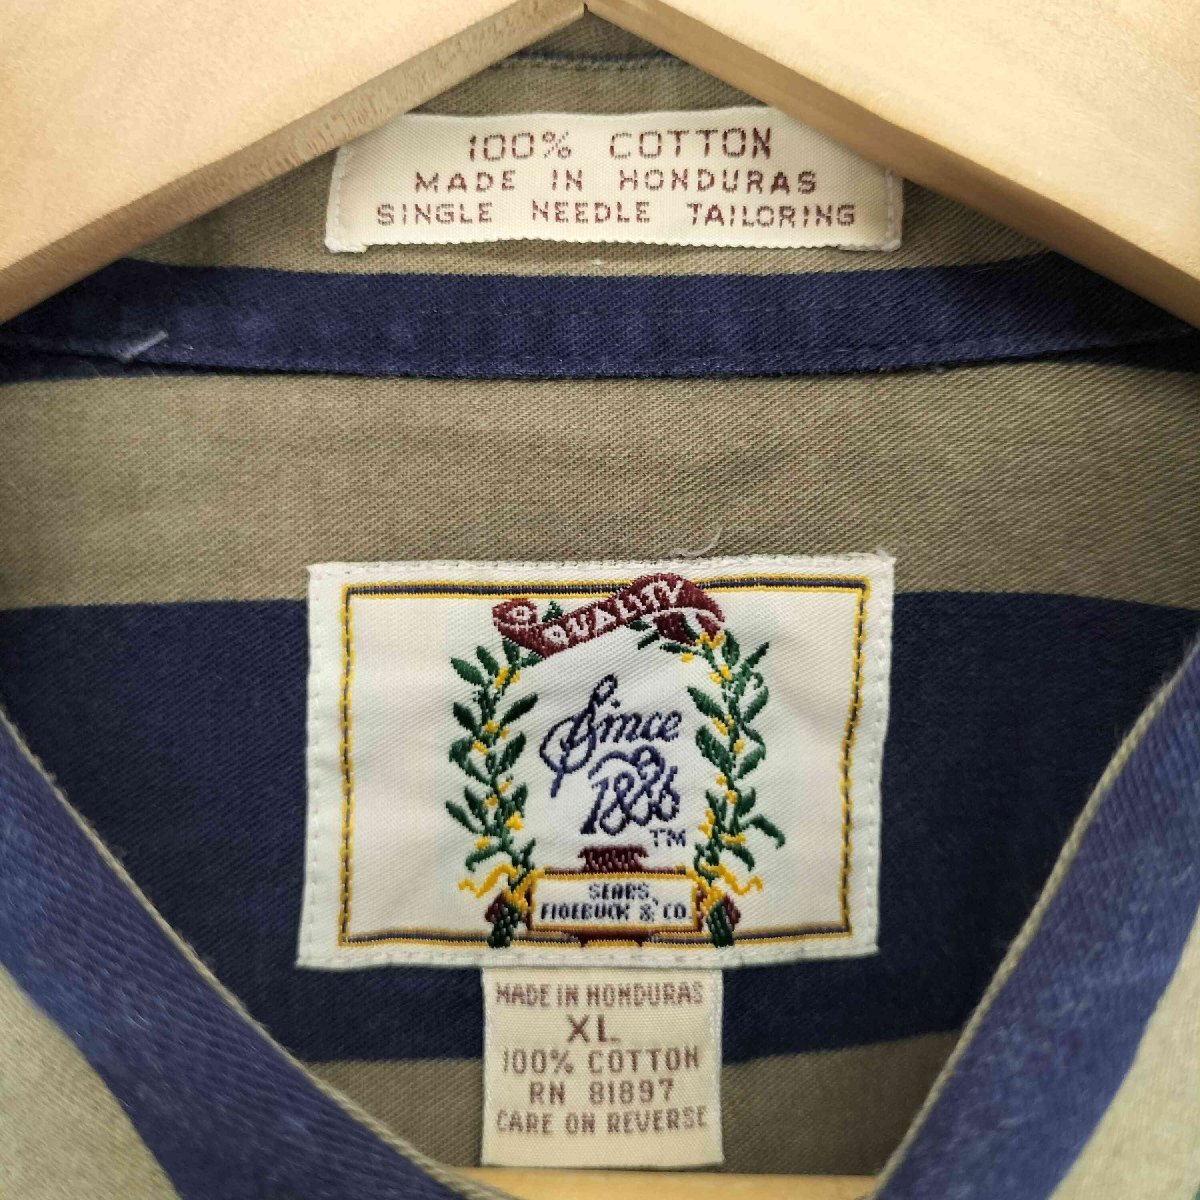 100% COTTON
MADE IN HONDURAS
SINGLE NEEDLE TAILORING
QUALITY
Since
1886
TM
SEARS,
ROEBUCK & CO.
MADE IN HONDURAS
XL
100% COTTON
RN 81897
CARE ON REVERSE